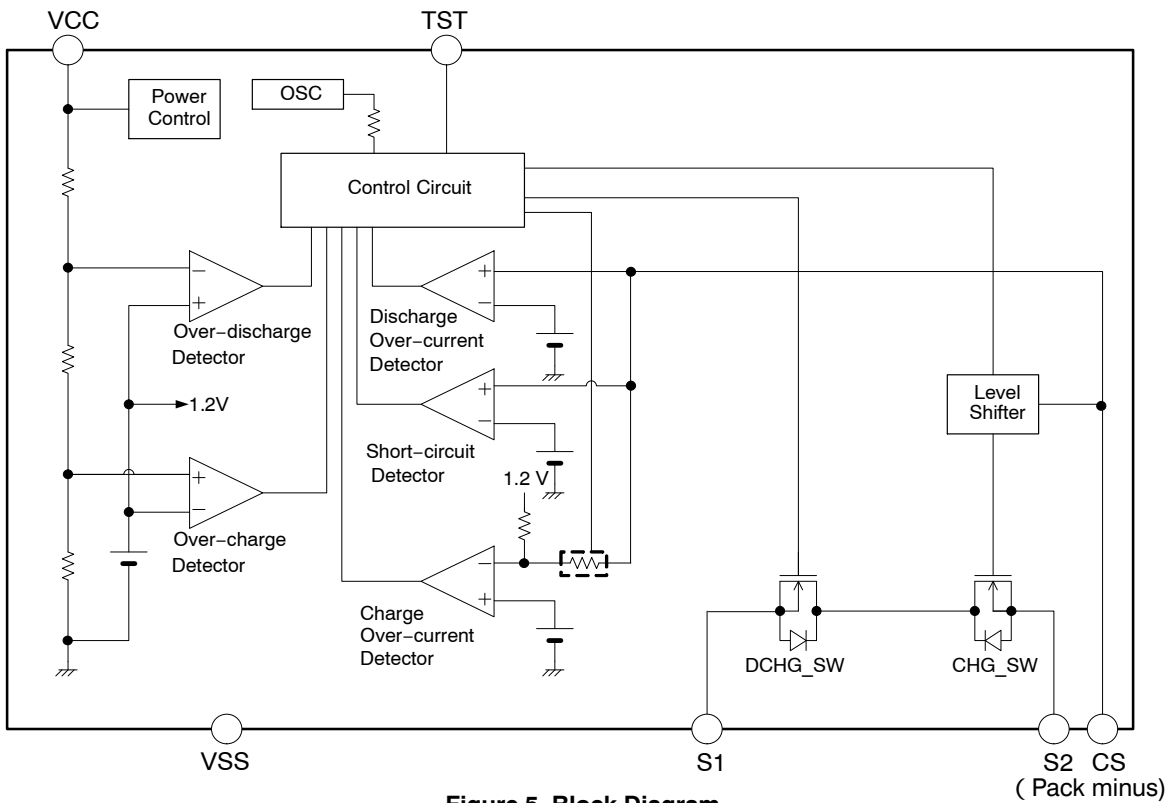 VCC
TST
Power
Control
OSC
Control Circuit
−
+
Over−discharge
Detector
+
−
Discharge
Over−current
Detector
1.2V
+
−
Short−circuit
Detector
Level
Shifter
+
−
Over−charge
Detector
1.2 V
−
+
Charge
Over−current
Detector
DCHG_SW
CHG_SW
VSS
S1
S2 CS
( Pack minus)
Figure 5. Block Diagram